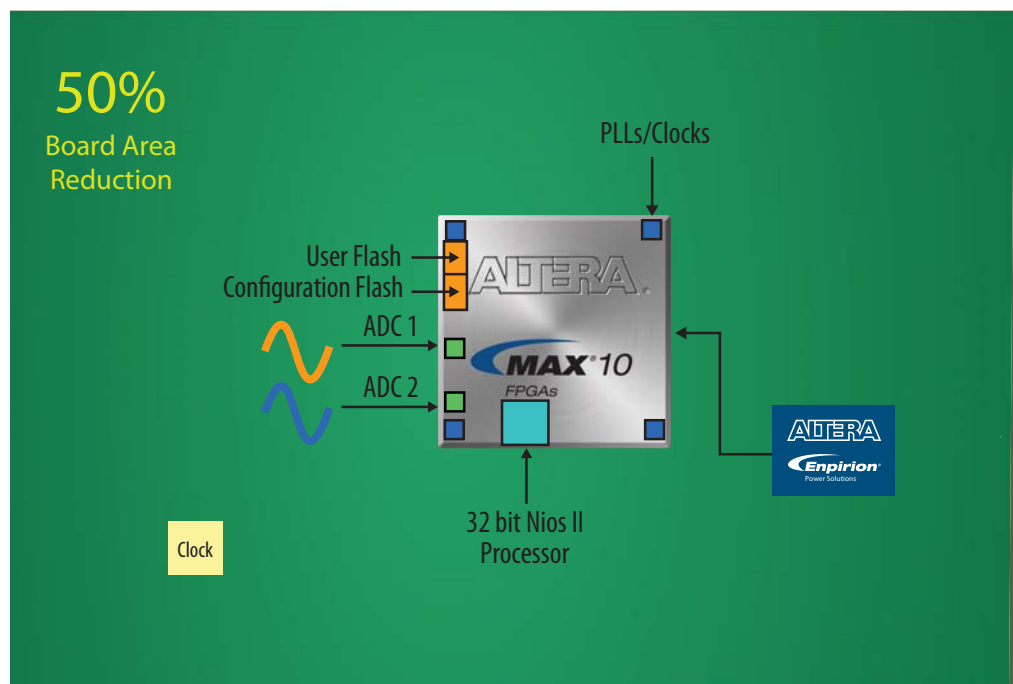 50%
Board Area
Reduction
PLLs/Clocks
User Flash
Configuration Flash
ALTERA.
ADC 1
MAX® 10
FPGAs
ADC 2
ALTERA
Enpirion®
Power Solutions
32 bit Nios II
Processor
Clock